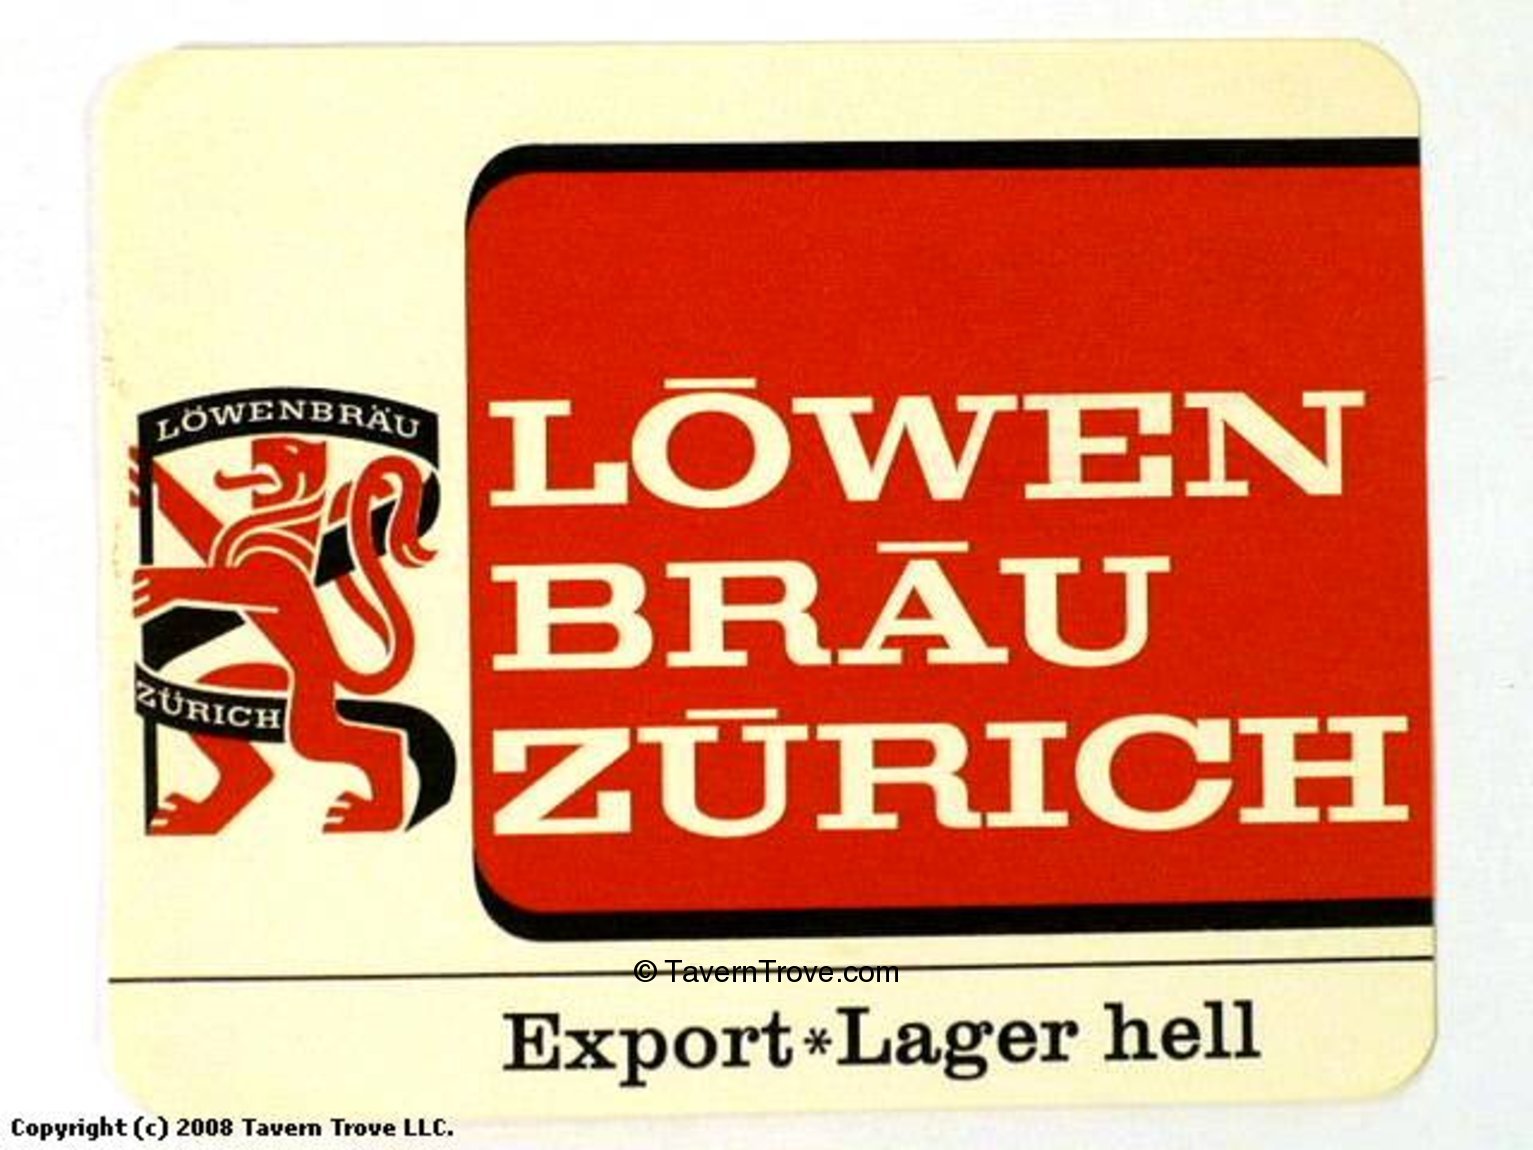 LÖWENBRÄU
ZÜRICH
LŌWEN
BRĀU
ZŪRICH
© TavernTrove.com
Export*Lager hell
Copyright (c) 2008 Tavern Trove LLC.